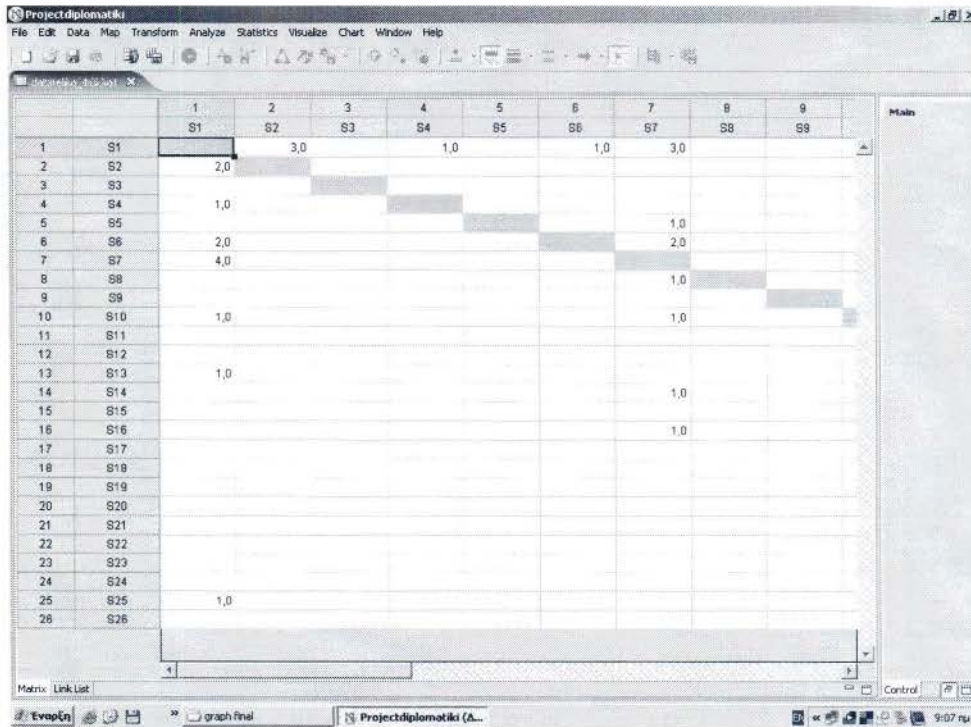 Projectdiplomatiki
File Edit Data Map Transform Analyze Statistics Visualize Chart Window Help
1 2 3 4 5 6 7 8 9
Main
S1 S2 S3 S4 S5 S6 S7 S8 S9
1 S1 3,0 1,0 1,0 3,0
2 S2 2,0
3 S3
4 S4 1,0
5 S5 1,0
6 S6 2,0 2,0
7 S7 4,0
8 S8 1,0
9 S9
10 S10 1,0 1,0
11 S11
12 S12
13 S13 1,0
14 S14 1,0
15 S15
16 S16 1,0
17 S17
18 S18
19 S19
20 S20
21 S21
22 S22
23 S23
24 S24
25 S25 1,0
26 S26
Matrix Link List
Control
Έναρξη
» graph final
Projectdiplomatiki (Δ...
«
9:07 πμ